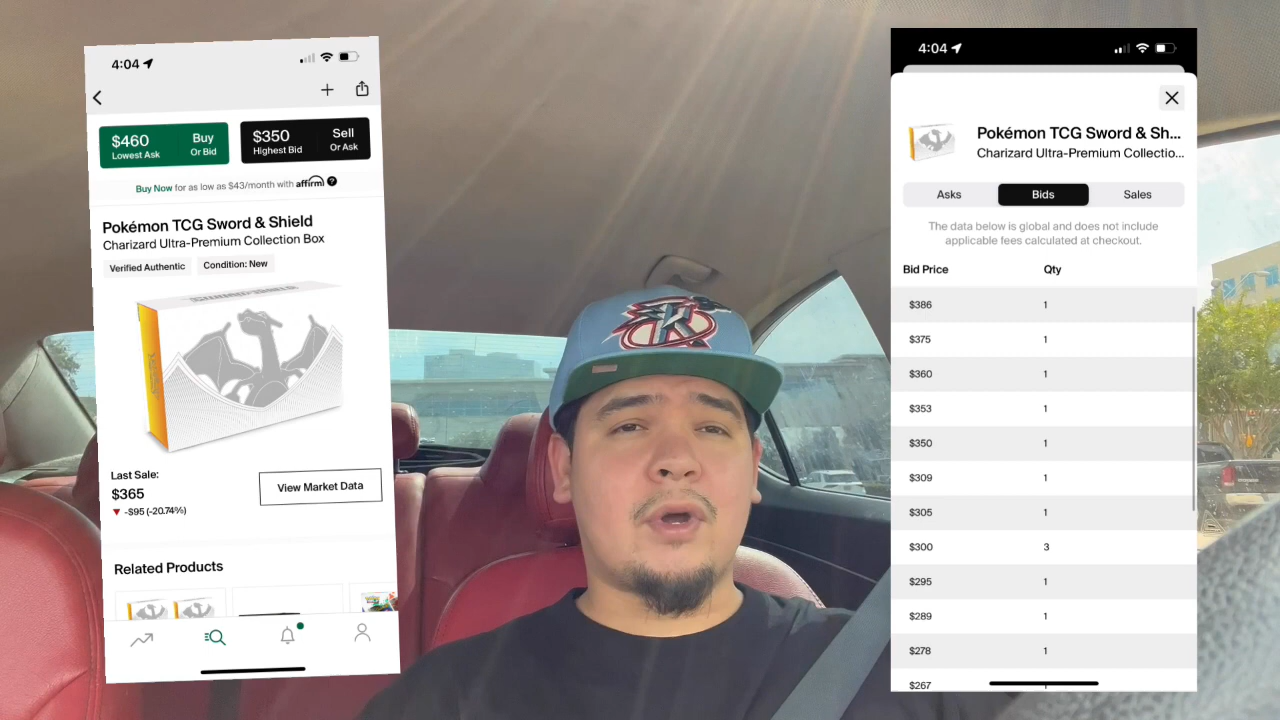 4:04
$460
Lowest Ask
Buy
Or Bid
$350
Highest Bid
Sell
Or Ask
Buy Now for as low as $43/month with affirm ?
Pokémon TCG Sword & Shield
Charizard Ultra-Premium Collection Box
Verified Authentic
Condition: New
SWORD & SHIELD
Last Sale:
$365
-$95 (-20.74%)
View Market Data
Related Products
4:04
Pokémon TCG Sword & Sh...
Charizard Ultra-Premium Collectio...
Asks
Bids
Sales
The data below is global and does not include
applicable fees calculated at checkout.
Bid Price Qty
$386 1
$375 1
$360 1
$353 1
$350 1
$309 1
$305 1
$300 3
$295 1
$289 1
$278 1
$267